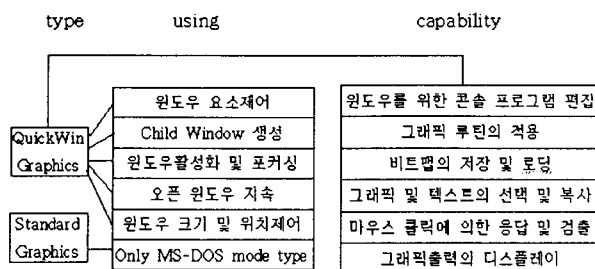 type using capability
윈도우 요소제어
Child Window 생성
윈도우활성화 및 포커싱
오픈 윈도우 지속
윈도우 크기 및 위치제어
Only MS-DOS mode type
QuickWin
Graphics
Standard
Graphics
윈도우를 위한 콘솔 프로그램 편집
그래픽 루틴의 적용
비트맵의 저장 및 로딩
그래픽 및 텍스트의 선택 및 복사
마우스 클릭에 의한 응답 및 검출
그래픽출력의 디스플레이